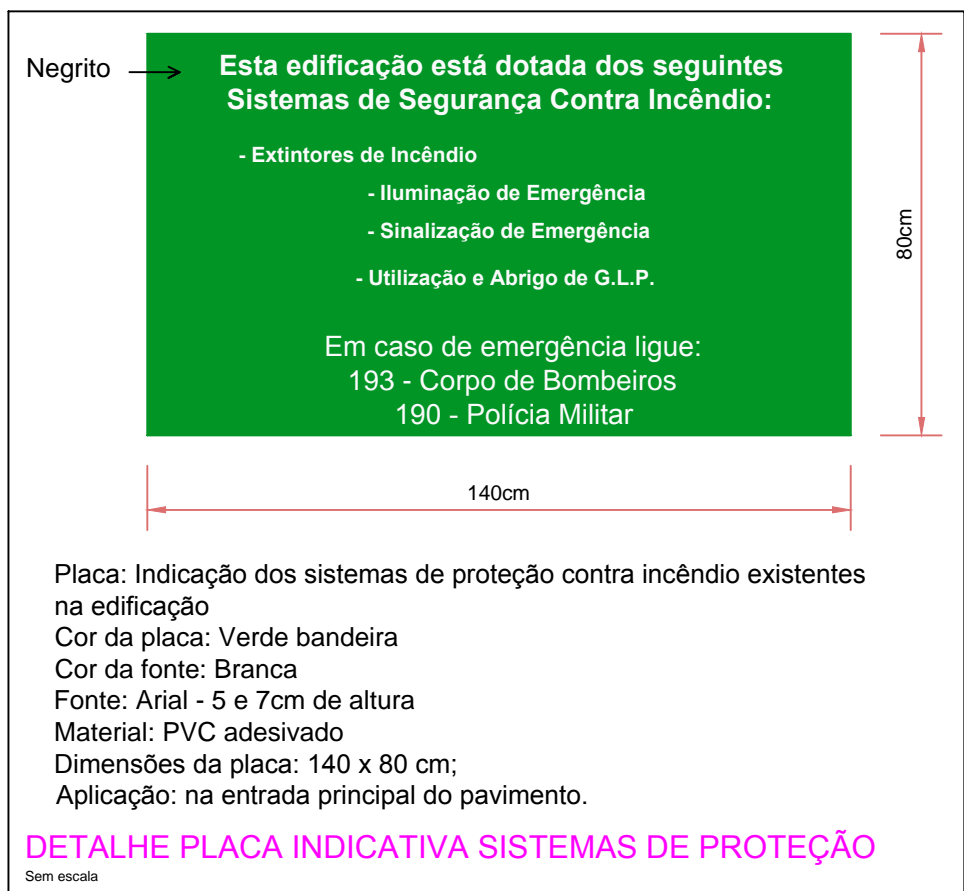 Negrito
Esta edificação está dotada dos seguintes
Sistemas de Segurança Contra Incêndio:
- Extintores de Incêndio
- Iluminação de Emergência
- Sinalização de Emergência
- Utilização e Abrigo de G.L.P.
Em caso de emergência ligue:
193 - Corpo de Bombeiros
190 - Polícia Militar
80cm
140cm
Placa: Indicação dos sistemas de proteção contra incêndio existentes
na edificação
Cor da placa: Verde bandeira
Cor da fonte: Branca
Fonte: Arial - 5 e 7cm de altura
Material: PVC adesivado
Dimensões da placa: 140 x 80 cm;
Aplicação: na entrada principal do pavimento.
DETALHE PLACA INDICATIVA SISTEMAS DE PROTEÇÃO
Sem escala